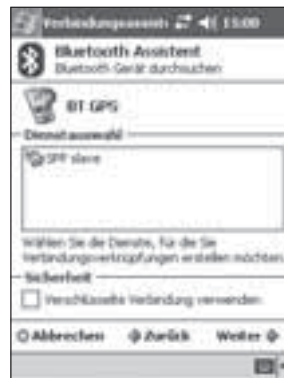 Verbindungsassist. 13:00
Bluetooth Assistent
Bluetooth Gerät durchsuchen
BT GPS
Dienstauswahl
SPP slave
Wählen Sie die Dienste, für die Sie
Verbindungsverknüpfungen erstellen möchten.
Sicherheit
Verschlüsselte Verbindung verwenden
Abbrechen Zurück Weiter